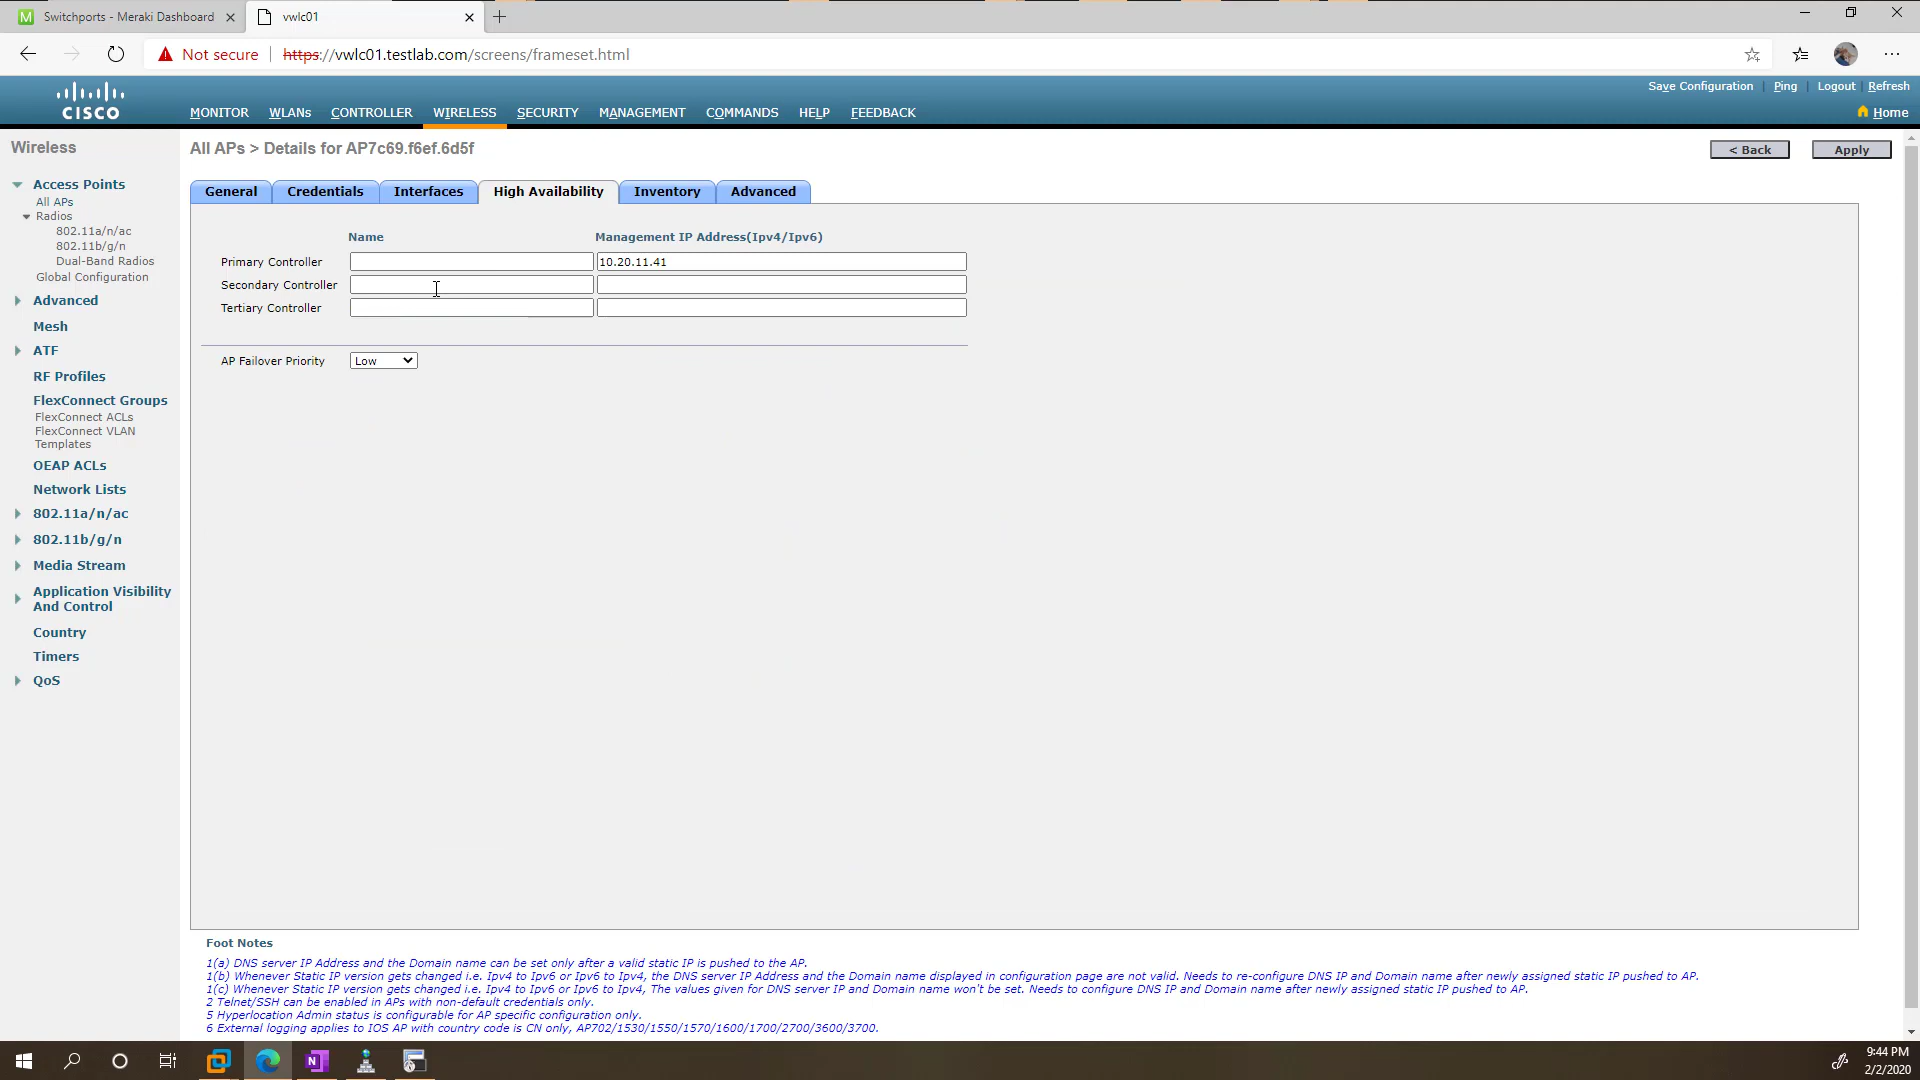 Switchports - Meraki Dashboard
vwlc01
Not secure
https://vwlc01.testlab.com/screens/frameset.html
Save Configuration | Ping | Logout | Refresh
CISCO
MONITOR WLANs CONTROLLER WIRELESS SECURITY MANAGEMENT COMMANDS HELP FEEDBACK
Home
Wireless
Access Points
All APs
Radios
802.11a/n/ac
802.11b/g/n
Dual-Band Radios
Global Configuration
Advanced
Mesh
ATF
RF Profiles
FlexConnect Groups
FlexConnect ACLs
FlexConnect VLAN
Templates
OEAP ACLs
Network Lists
802.11a/n/ac
802.11b/g/n
Media Stream
Application Visibility
And Control
Country
Timers
QoS
All APs > Details for AP7c69.f6ef.6d5f
< Back Apply
General Credentials Interfaces High Availability Inventory Advanced
Name Management IP Address(Ipv4/Ipv6)
Primary Controller 10.20.11.41
Secondary Controller
Tertiary Controller
AP Failover Priority Low
Foot Notes
1(a) DNS server IP Address and the Domain name can be set only after a valid static IP is pushed to the AP.
1(b) Whenever Static IP version gets changed i.e. Ipv4 to Ipv6 or Ipv6 to Ipv4, the DNS server IP Address and the Domain name displayed in configuration page are not valid. Needs to re-configure DNS IP and Domain name after newly assigned static IP pushed to AP.
1(c) Whenever Static IP version gets changed i.e. Ipv4 to Ipv6 or Ipv6 to Ipv4, The values given for DNS server IP and Domain name won't be set. Needs to configure DNS IP and Domain name after newly assigned static IP pushed to AP.
2 Telnet/SSH can be enabled in APs with non-default credentials only.
5 Hyperlocation Admin status is configurable for AP specific configuration only.
6 External logging applies to IOS AP with country code is CN only, AP702/1530/1550/1570/1600/1700/2700/3600/3700.
9:44 PM
2/2/2020